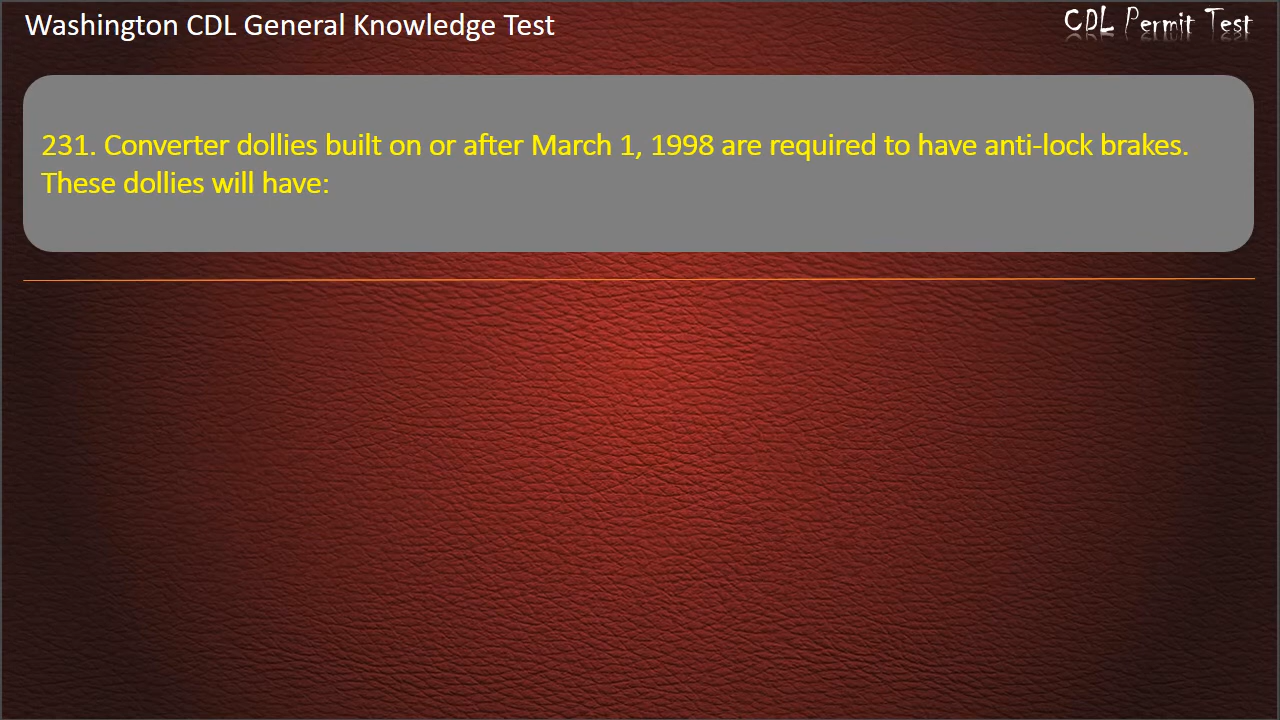 Washington CDL General Knowledge Test
CDL Permit Test
231. Converter dollies built on or after March 1, 1998 are required to have anti-lock brakes.
These dollies will have: